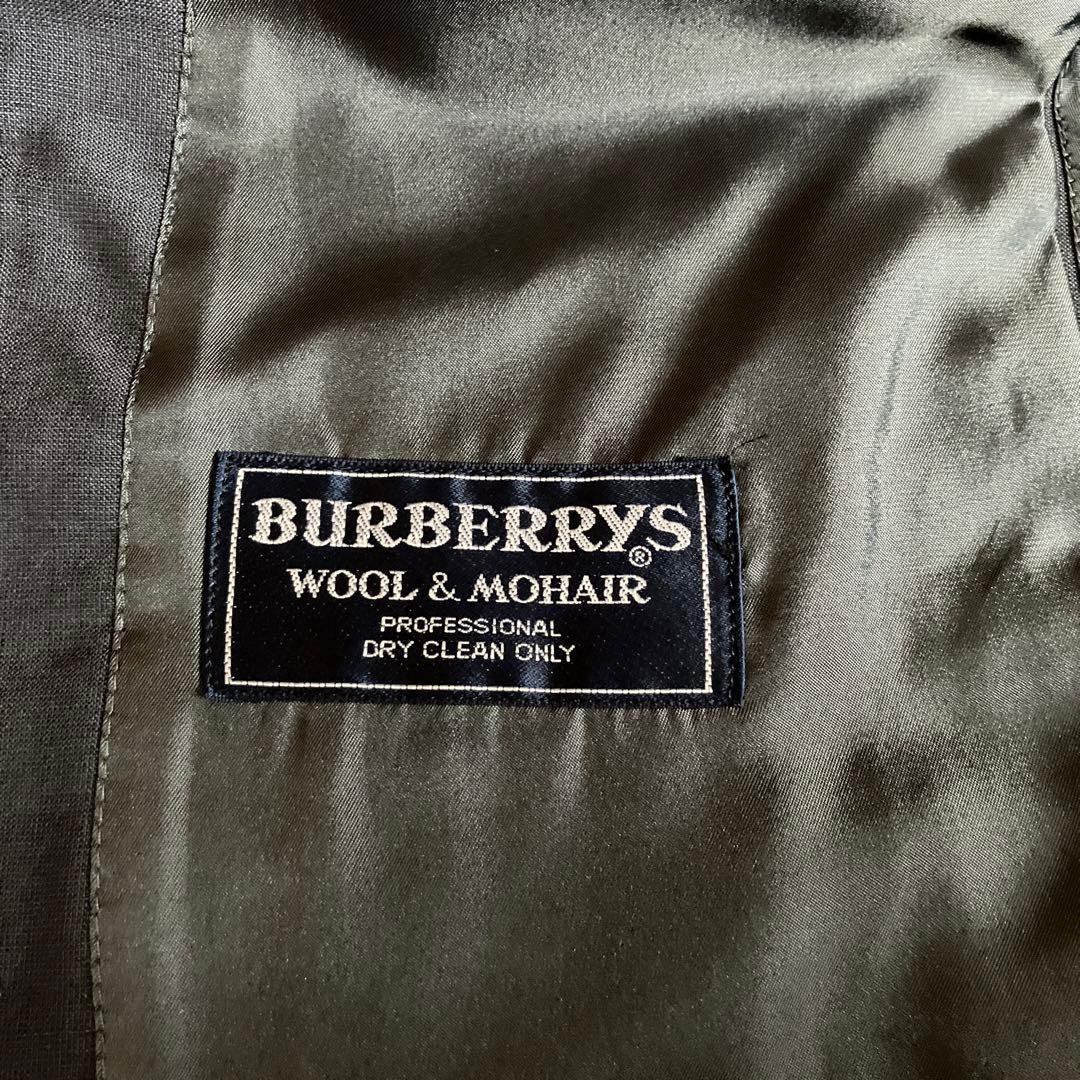 BURBERRYS®
WOOL & MOHAIR
PROFESSIONAL
DRY CLEAN ONLY